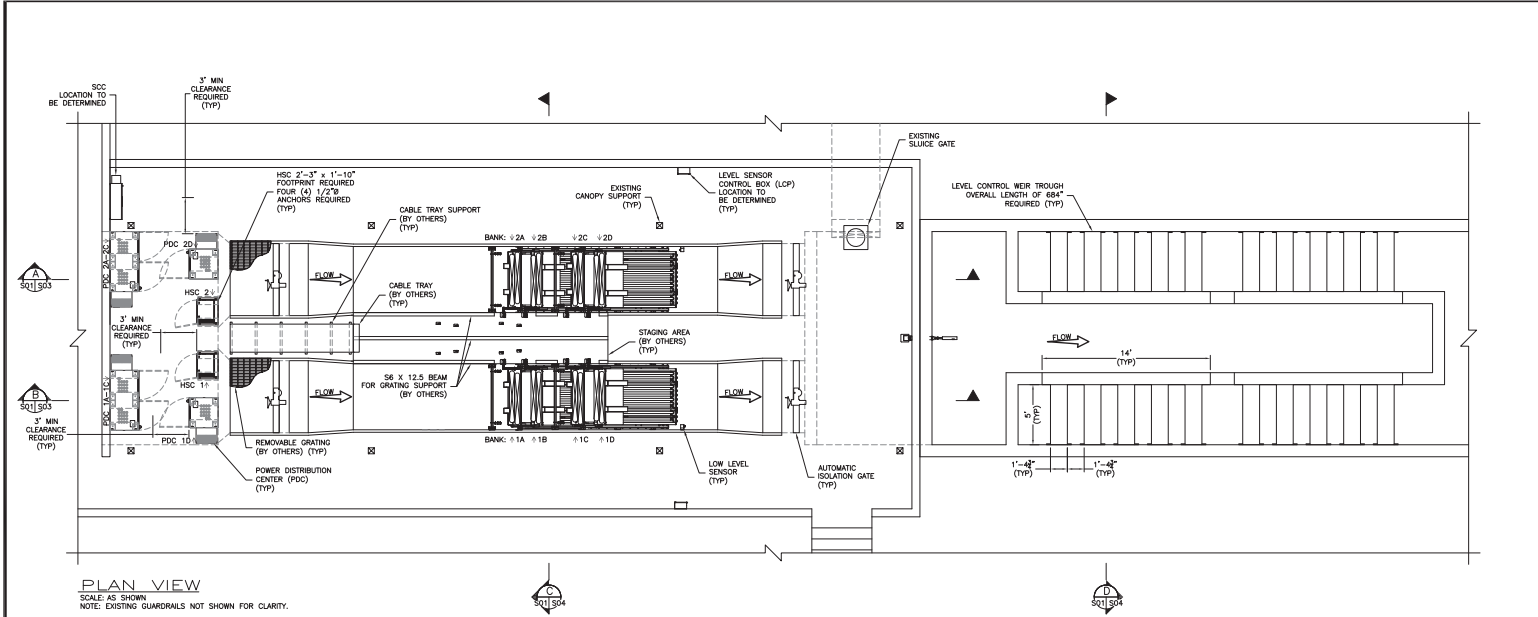 SCC
LOCATION TO
BE DETERMINED
3' MIN
CLEARANCE
REQUIRED
(TYP)
HSC 2'-3" x 1'-10"
FOOTPRINT REQUIRED
FOUR (4) 1/2"Ø
ANCHORS REQUIRED
(TYP)
CABLE TRAY SUPPORT
(BY OTHERS)
(TYP)
EXISTING
CANOPY SUPPORT
(TYP)
LEVEL SENSOR
CONTROL BOX (LCP)
LOCATION TO
BE DETERMINED
(TYP)
EXISTING
SLUICE GATE
LEVEL CONTROL WEIR TROUGH
OVERALL LENGTH OF 684"
REQUIRED (TYP)
BANK: 2A 2B 2C 2D
PDC 2A-2C
PDC 2D
A
S01 S03
FLOW
FLOW
HSC 2
CABLE TRAY
(BY OTHERS)
(TYP)
3' MIN
CLEARANCE
REQUIRED
(TYP)
STAGING AREA
(BY OTHERS)
(TYP)
FLOW
14'
S6 X 12.5 BEAM
FOR GRATING SUPPORT
(BY OTHERS)
HSC 1
PDC 1A-1C
B
S01 S03
FLOW
FLOW
5'
(TYP)
3' MIN
CLEARANCE
REQUIRED
(TYP)
PDC 1D
REMOVABLE GRATING
(BY OTHERS) (TYP)
BANK: 1A 1B 1C 1D
POWER DISTRIBUTION
CENTER (PDC)
(TYP)
LOW LEVEL
SENSOR
(TYP)
AUTOMATIC
ISOLATION GATE
(TYP)
1'-4¾"
(TYP)
1'-4¾"
(TYP)
PLAN VIEW
SCALE: AS SHOWN
NOTE: EXISTING GUARDRAILS NOT SHOWN FOR CLARITY.
C
S01 S04
D
S01 S04